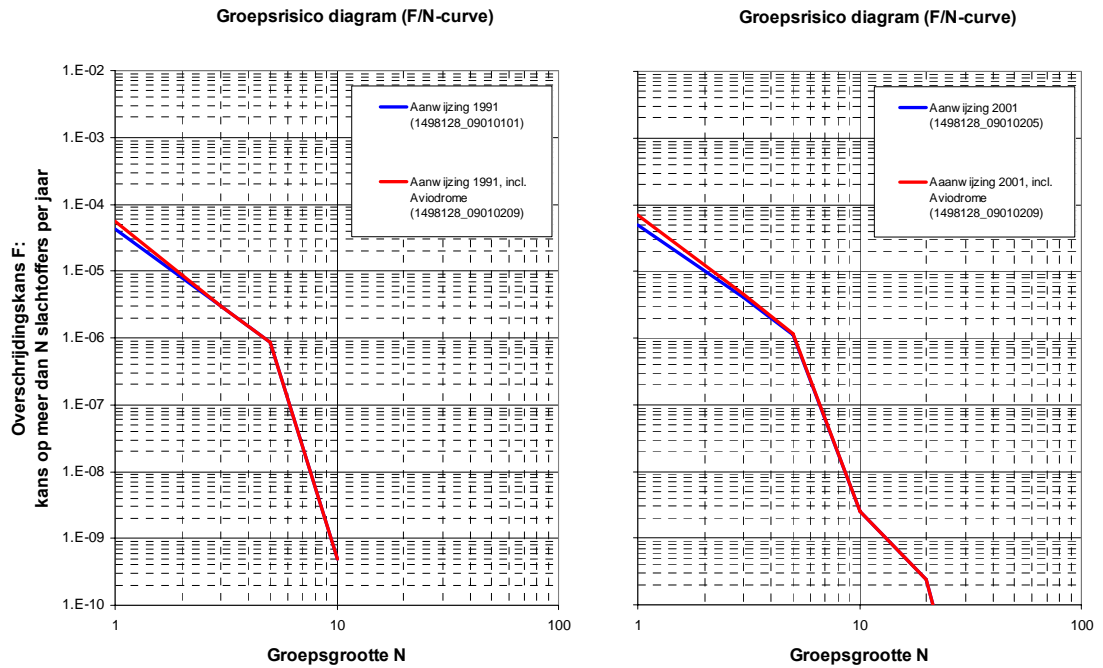 Groepsrisico diagram (F/N-curve)
Overschrijdingskans F:
kans op meer dan N slachtoffers per jaar
1.E-02
1.E-03
1.E-04
1.E-05
1.E-06
1.E-07
1.E-08
1.E-09
1.E-10
Aanwijzing 1991
(1498128_09010101)
Aanwijzing 1991, incl.
Aviodrome
(1498128_09010209)
1
10
100
Groepsgrootte N
Groepsrisico diagram (F/N-curve)
Aanwijzing 2001
(1498128_09010205)
Aaanwijzing 2001, incl.
Aviodrome
(1498128_09010209)
1
10
100
Groepsgrootte N